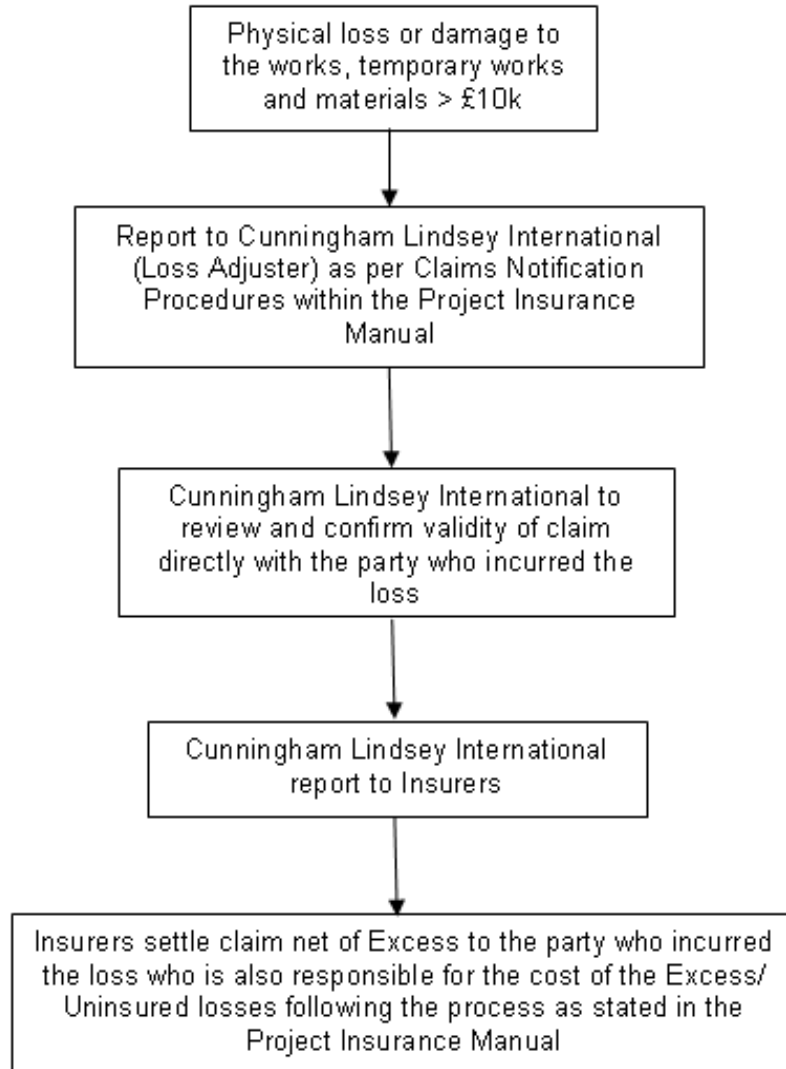 Physical loss or damage to
the works, temporary works
and materials > £10k
Report to Cunningham Lindsey International
(Loss Adjuster) as per Claims Notification
Procedures within the Project Insurance
Manual
Cunningham Lindsey International to
review and confirm validity of claim
directly with the party who incurred the
loss
Cunningham Lindsey International
report to Insurers
Insurers settle claim net of Excess to the party who incurred
the loss who is also responsible for the cost of the Excess/
Uninsured losses following the process as stated in the
Project Insurance Manual